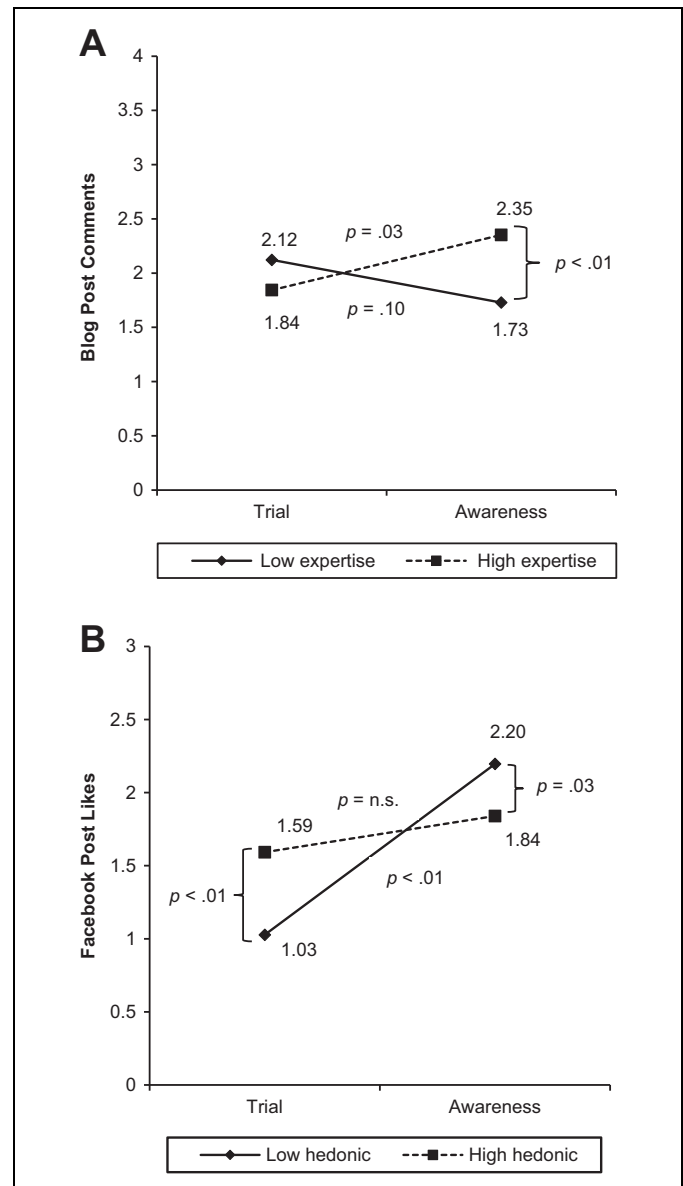 A
Blog Post Comments
4
3.5
3
2.5
2
1.5
1
0.5
0
2.12
p = .03
2.35
p < .01
1.84
p = .10
1.73
Trial
Awareness
Low expertise
High expertise
B
Facebook Post Likes
3
2.5
2
1.5
1
0.5
0
2.20
p = n.s.
p = .03
1.59
1.84
p < .01
p < .01
1.03
Trial
Awareness
Low hedonic
High hedonic